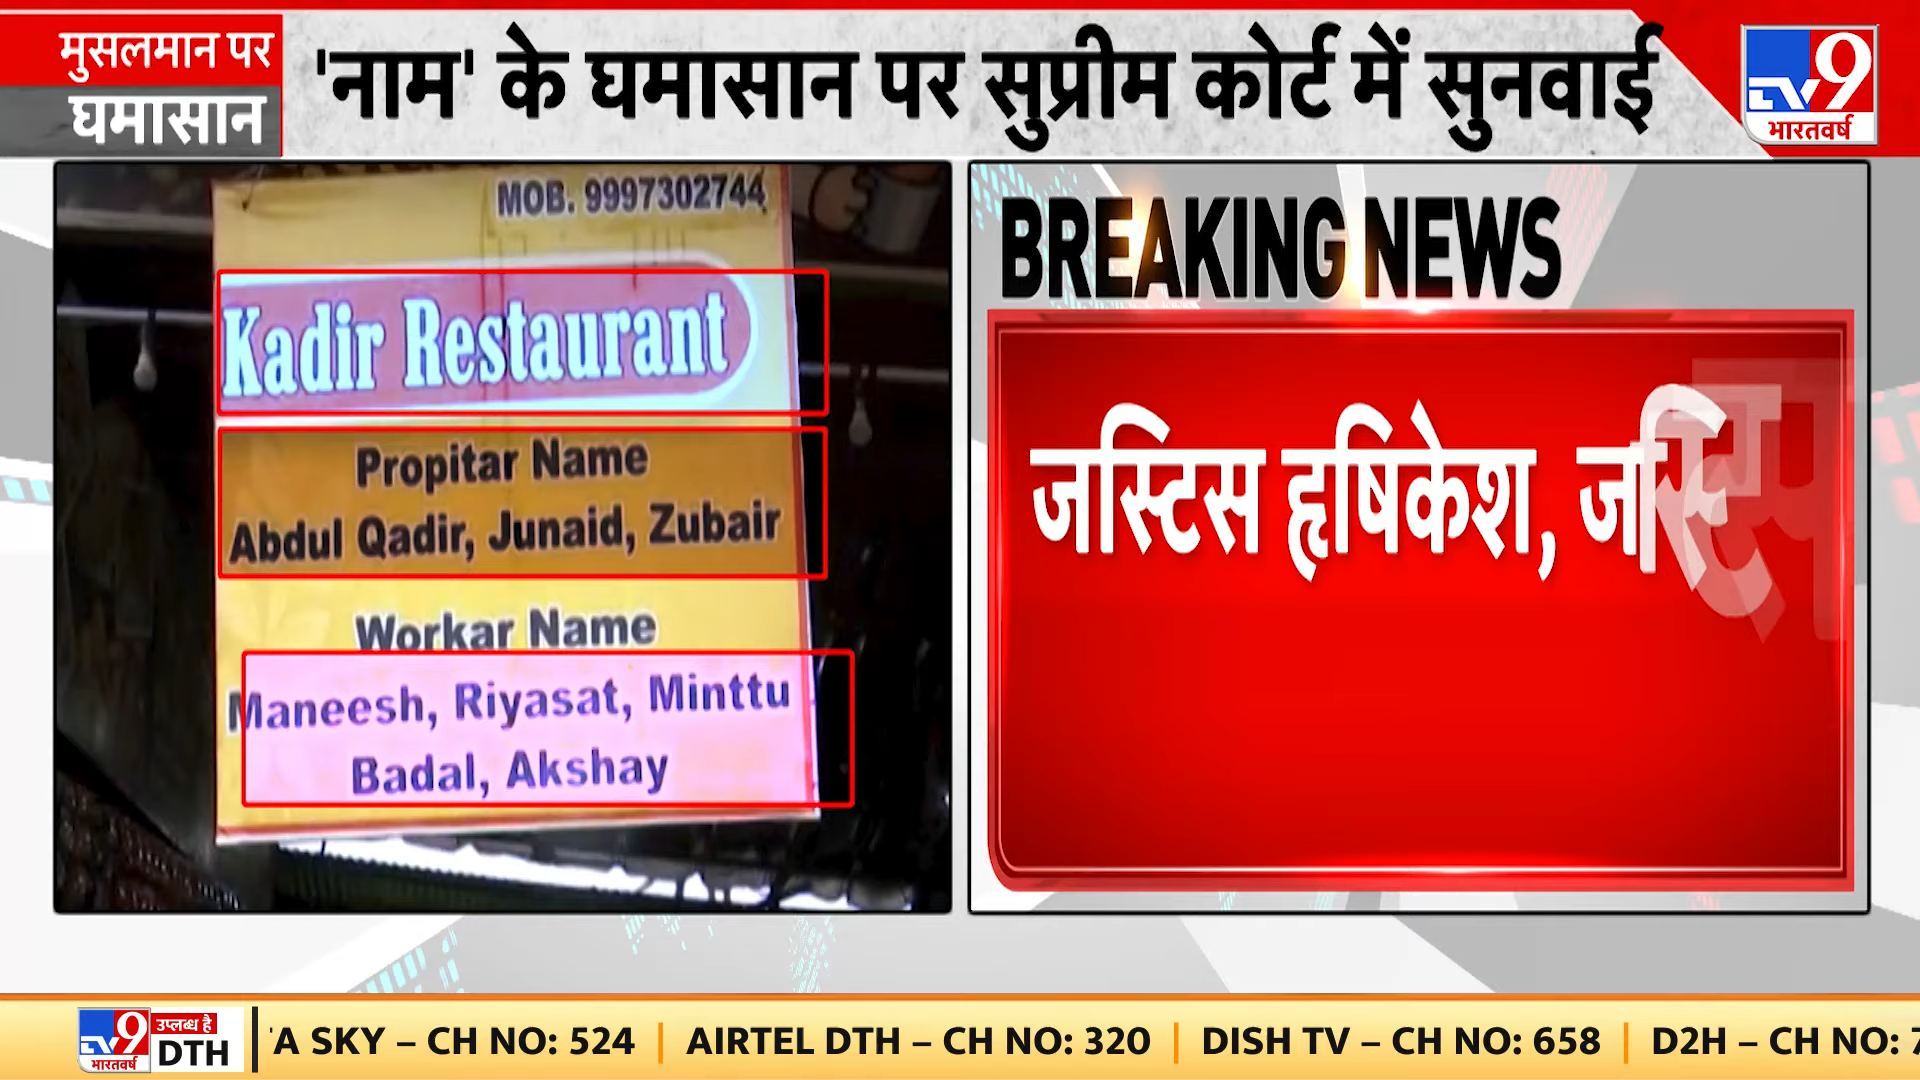 मुसलमान पर
घमासान
'नाम' के घमासान पर सुप्रीम कोर्ट में सुनवाई
TV9
भारतवर्ष
MOB. 9997302744
Kadir Restaurant
Propitar Name
Abdul Qadir, Junaid, Zubair
Workar Name
Maneesh, Riyasat, Minttu
Badal, Akshay
BREAKING NEWS
जस्टिस हृषिकेश,
TV9
भारतवर्ष
उपलब्ध है
DTH
A SKY – CH NO: 524 | AIRTEL DTH – CH NO: 320 | DISH TV – CH NO: 658 | D2H – CH NO: